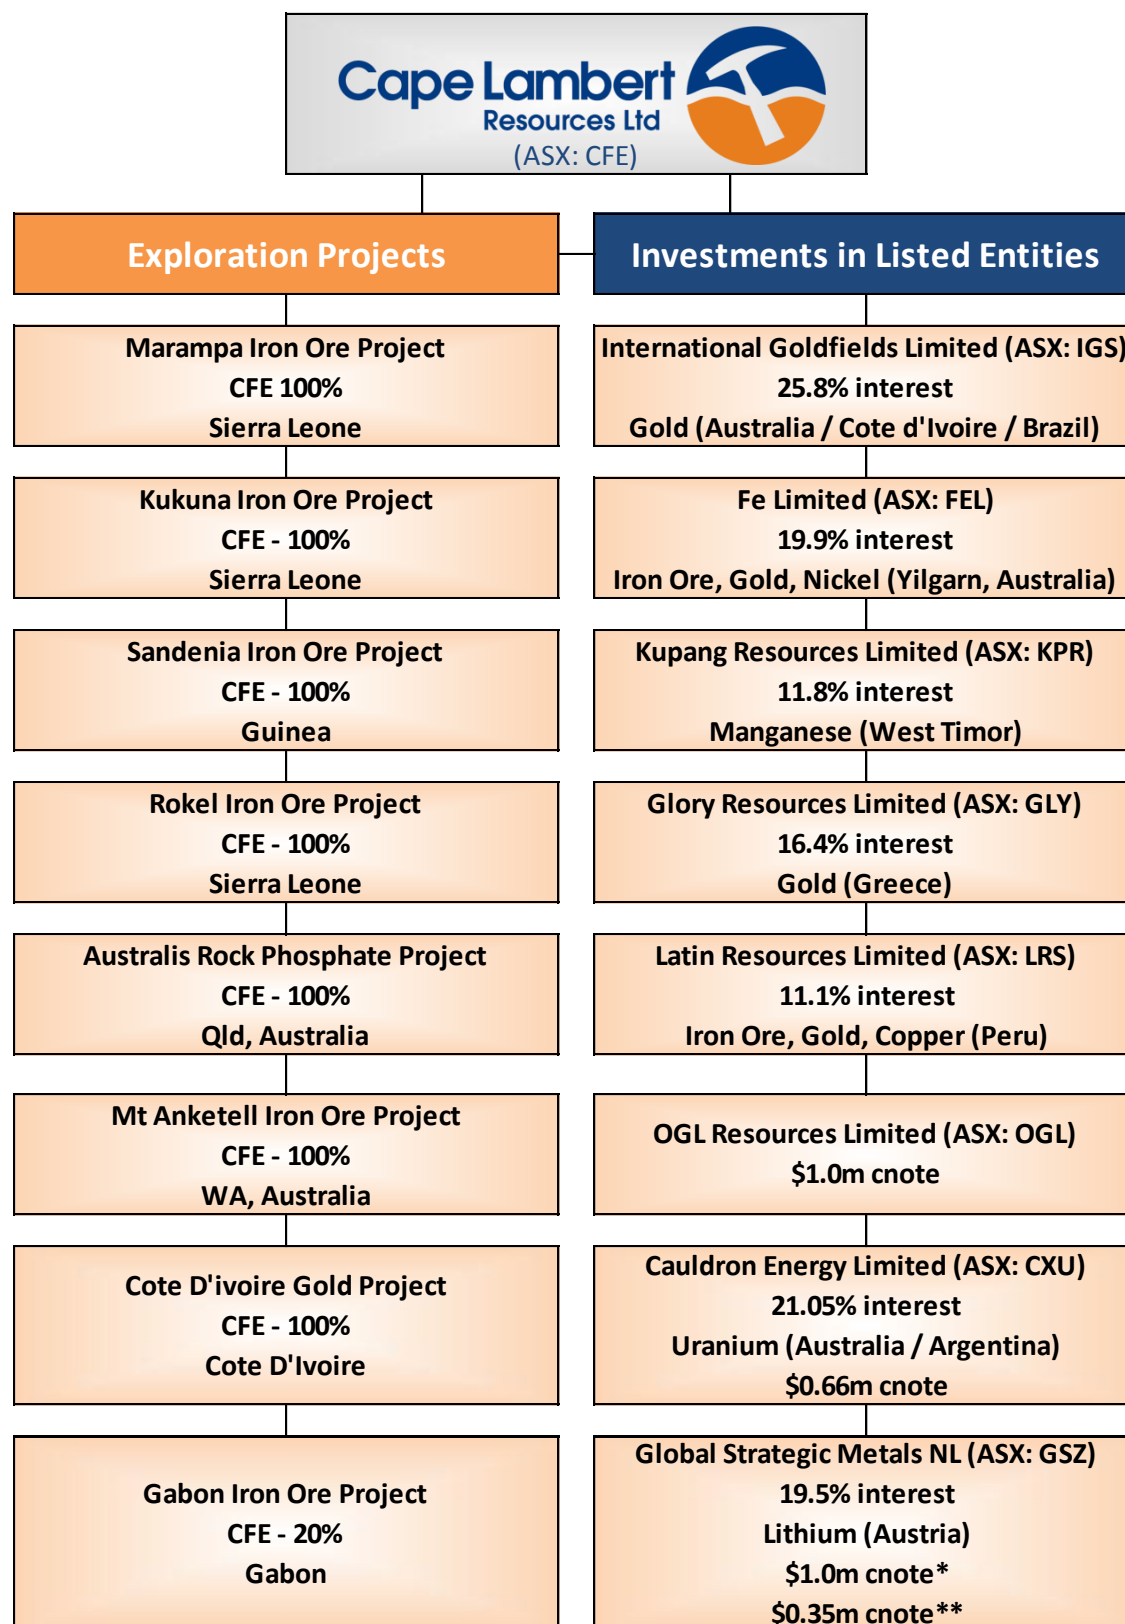 Cape Lambert
Resources Ltd
(ASX: CFE)
Exploration Projects
Investments in Listed Entities
Marampa Iron Ore Project
CFE 100%
Sierra Leone
International Goldfields Limited (ASX: IGS)
25.8% interest
Gold (Australia / Cote d'Ivoire / Brazil)
Kukuna Iron Ore Project
CFE - 100%
Sierra Leone
Fe Limited (ASX: FEL)
19.9% interest
Iron Ore, Gold, Nickel (Yilgarn, Australia)
Sandenia Iron Ore Project
CFE - 100%
Guinea
Kupang Resources Limited (ASX: KPR)
11.8% interest
Manganese (West Timor)
Rokel Iron Ore Project
CFE - 100%
Sierra Leone
Glory Resources Limited (ASX: GLY)
16.4% interest
Gold (Greece)
Australis Rock Phosphate Project
CFE - 100%
Qld, Australia
Latin Resources Limited (ASX: LRS)
11.1% interest
Iron Ore, Gold, Copper (Peru)
Mt Anketell Iron Ore Project
CFE - 100%
WA, Australia
OGL Resources Limited (ASX: OGL)
$1.0m cnote
Cote D'ivoire Gold Project
CFE - 100%
Cote D'Ivoire
Cauldron Energy Limited (ASX: CXU)
21.05% interest
Uranium (Australia / Argentina)
$0.66m cnote
Gabon Iron Ore Project
CFE - 20%
Gabon
Global Strategic Metals NL (ASX: GSZ)
19.5% interest
Lithium (Austria)
$1.0m cnote*
$0.35m cnote**